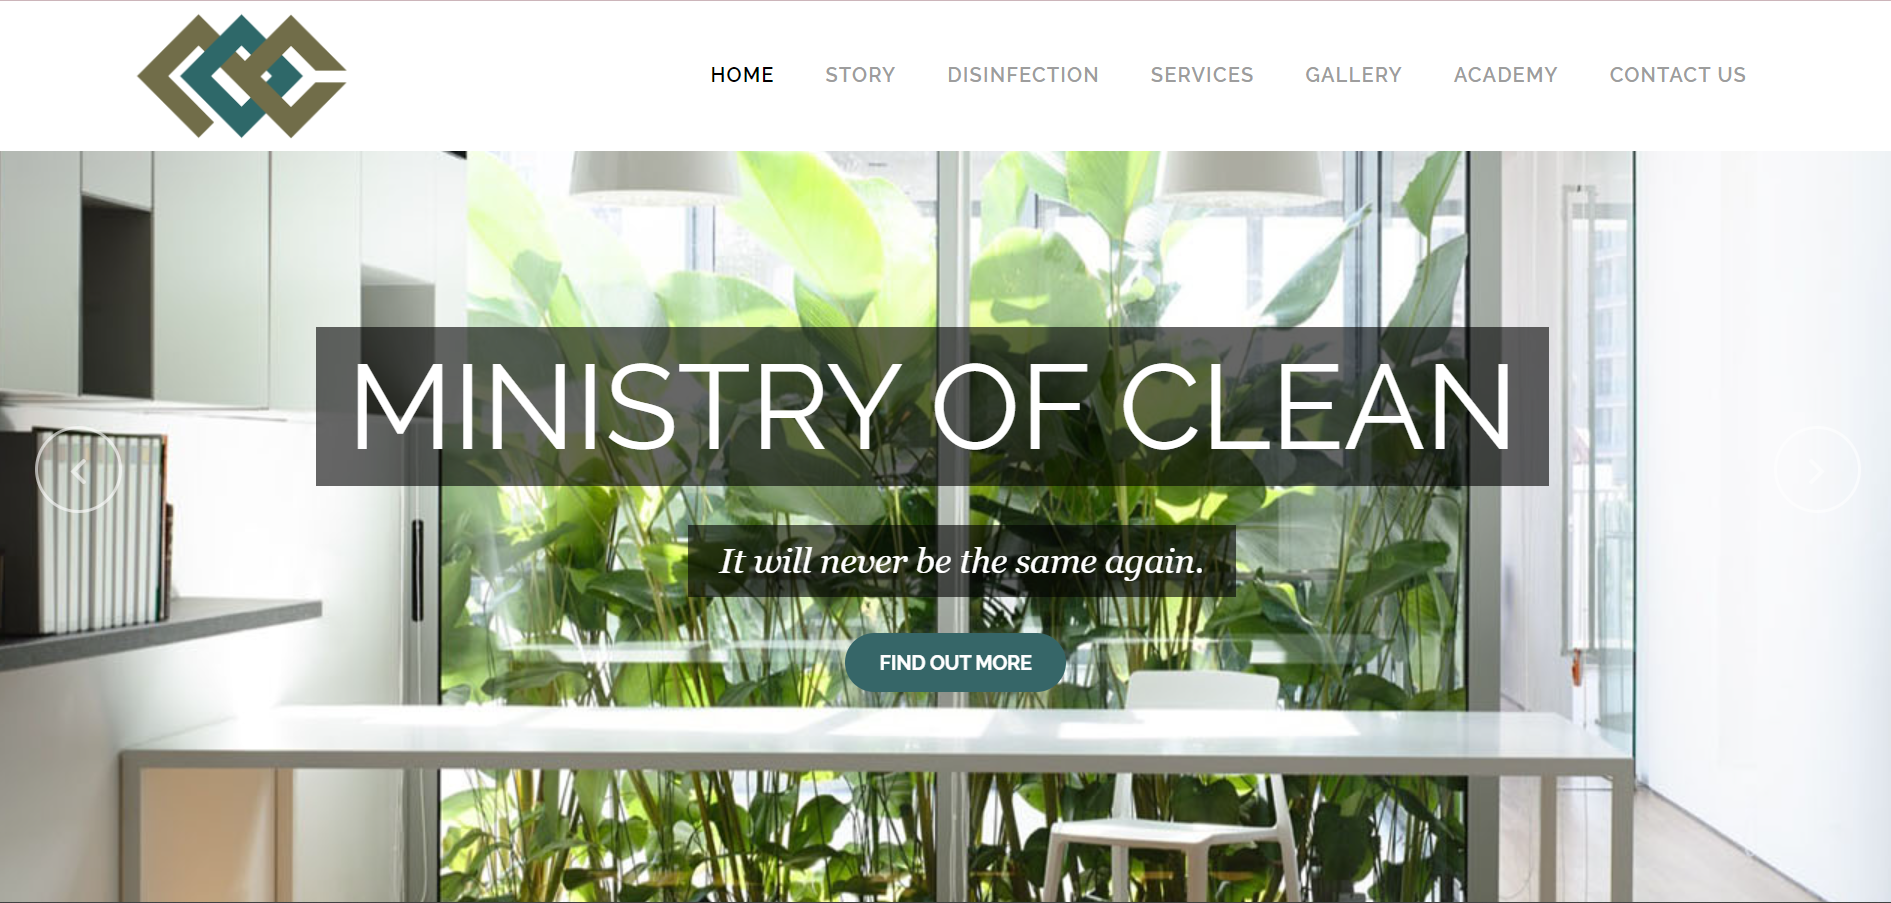 HOME STORY DISINFECTION SERVICES GALLERY ACADEMY CONTACT US
MINISTRY OF CLEAN
It will never be the same again.
FIND OUT MORE